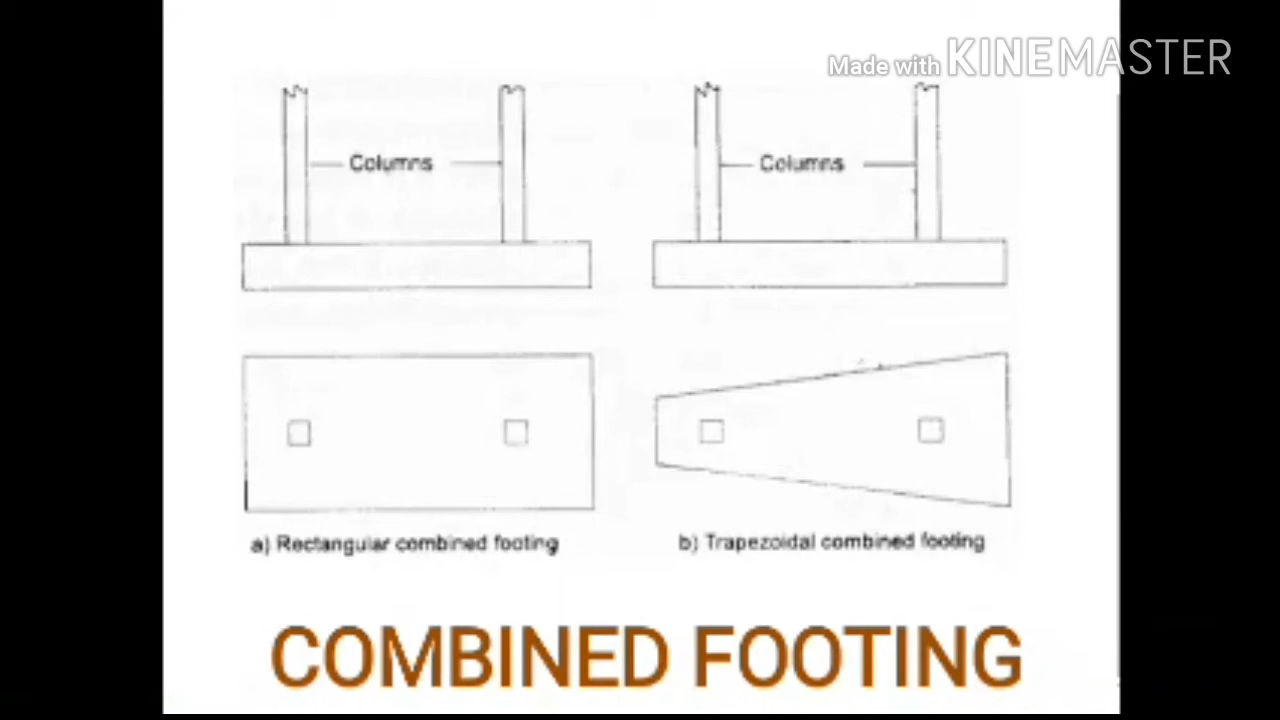 Made with KINEMASTER
Columns
Columns
a) Rectangular combined footing
b) Trapezoidal combined footing
COMBINED FOOTING